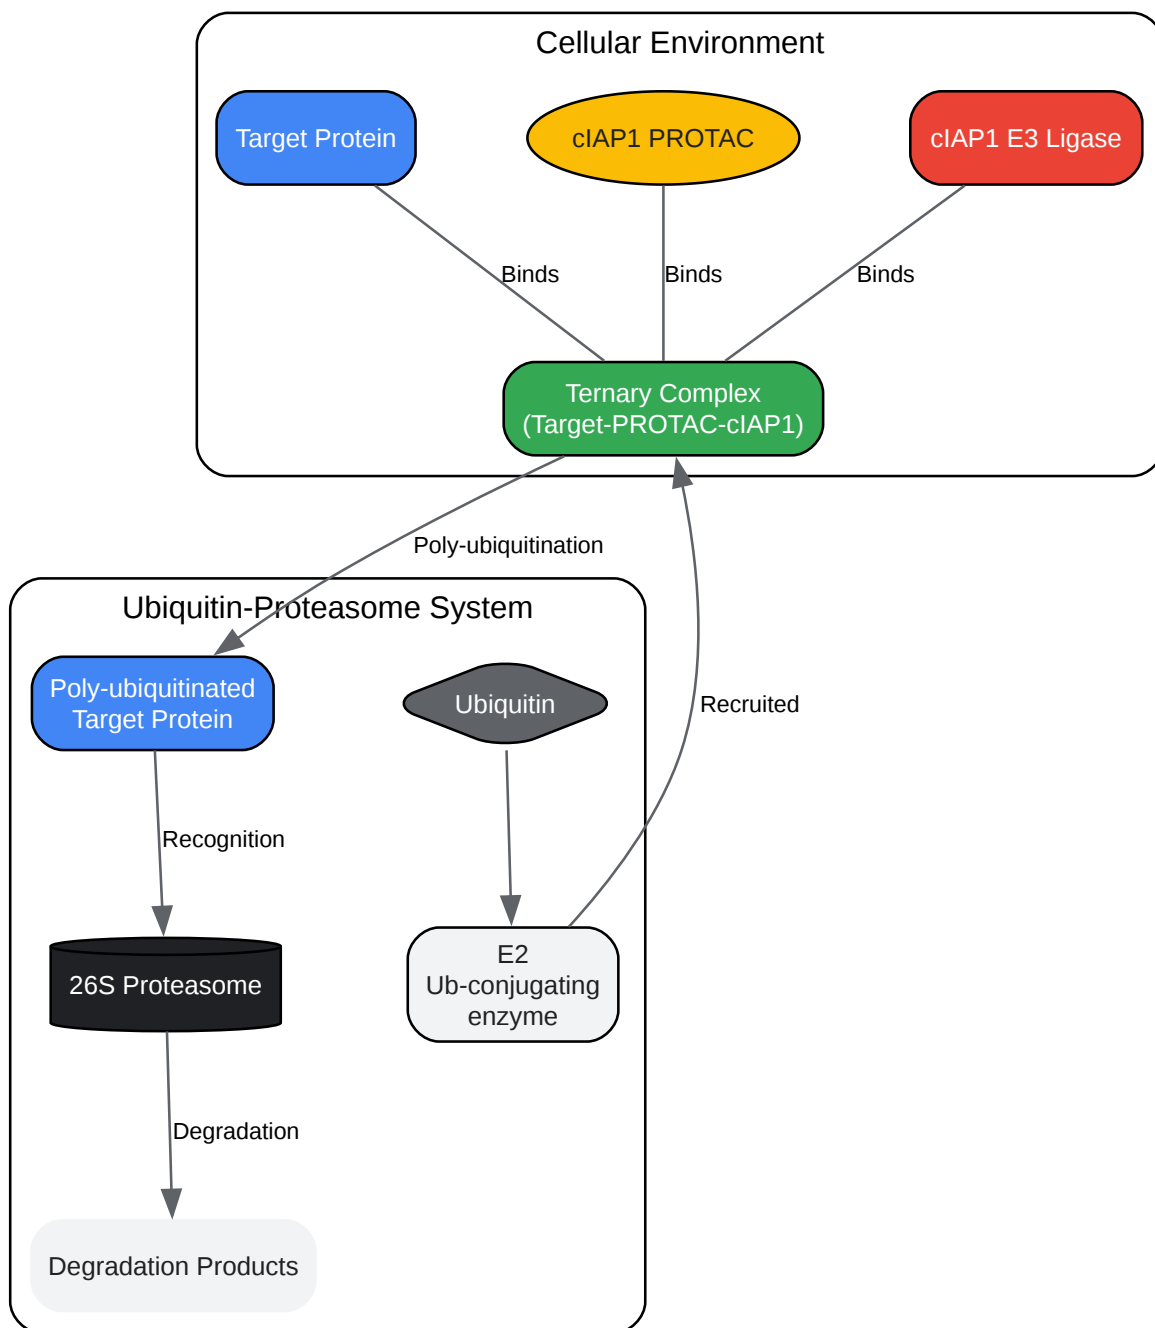 Cellular Environment
Target Protein
cIAP1 PROTAC
cIAP1 E3 Ligase
Binds
Binds
Binds
Ternary Complex
(Target-PROTAC-cIAP1)
Poly-ubiquitination
Ubiquitin-Proteasome System
Poly-ubiquitinated
Target Protein
Ubiquitin
Recruited
Recognition
26S Proteasome
E2
Ub-conjugating
enzyme
Degradation
Degradation Products